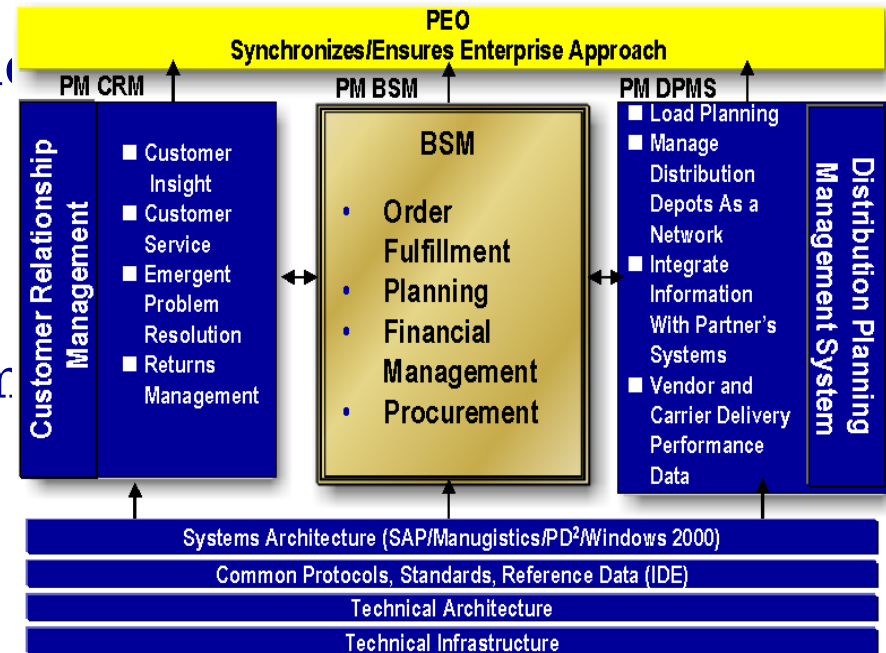 PEO
Synchronizes/Ensures Enterprise Approach
PM CRM
Customer Relationship
Management
■ Customer
Insight
■ Customer
Service
■ Emergent
Problem
Resolution
■ Returns
Management
PM BSM
BSM
• Order
Fulfillment
• Planning
• Financial
Management
• Procurement
PM DPMS
■ Load Planning
■ Manage
Distribution
Depots As a
Network
■ Integrate
Information
With Partner's
Systems
■ Vendor and
Carrier Delivery
Performance
Data
Distribution Planning
Management System
Systems Architecture (SAP/Manugistics/PD²/Windows 2000)
Common Protocols, Standards, Reference Data (IDE)
Technical Architecture
Technical Infrastructure